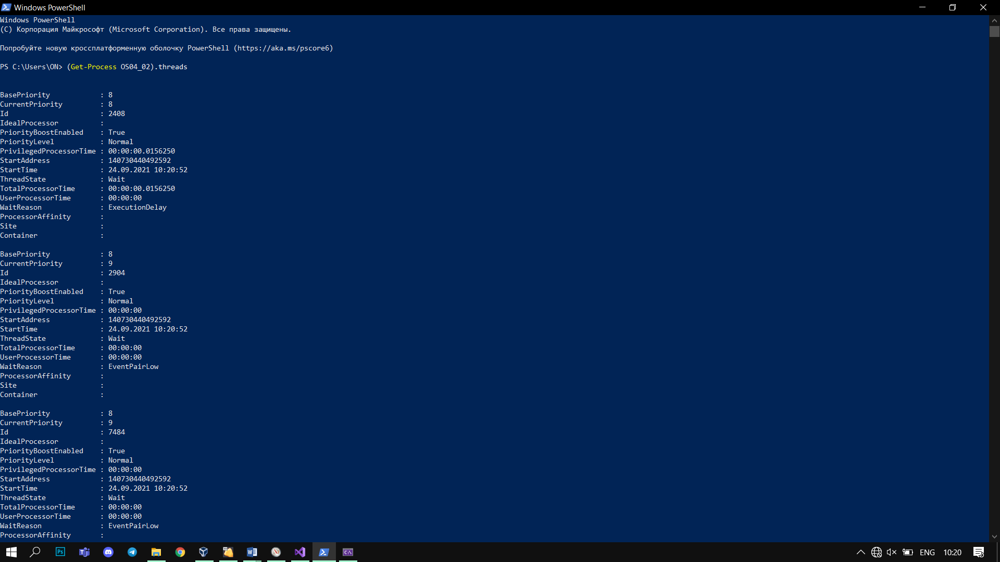 Windows PowerShell
Windows PowerShell
(C) Корпорация Майкрософт (Microsoft Corporation). Все права защищены.
Попробуйте новую кроссплатформенную оболочку PowerShell (https://aka.ms/pscore6)
PS C:\Users\ON> (Get-Process OS04_02).threads
BasePriority            : 8
CurrentPriority         : 8
Id                      : 2408
IdealProcessor          :
PriorityBoostEnabled    : True
PriorityLevel           : Normal
PrivilegedProcessorTime : 00:00:00.0156250
StartAddress            : 140730440492592
StartTime               : 24.09.2021 10:20:52
ThreadState             : Wait
TotalProcessorTime      : 00:00:00.0156250
UserProcessorTime       : 00:00:00
WaitReason              : ExecutionDelay
ProcessorAffinity       :
Site                    :
Container               :
BasePriority            : 8
CurrentPriority         : 9
Id                      : 2904
IdealProcessor          :
PriorityBoostEnabled    : True
PriorityLevel           : Normal
PrivilegedProcessorTime : 00:00:00
StartAddress            : 140730440492592
StartTime               : 24.09.2021 10:20:52
ThreadState             : Wait
TotalProcessorTime      : 00:00:00
UserProcessorTime       : 00:00:00
WaitReason              : EventPairLow
ProcessorAffinity       :
Site                    :
Container               :
BasePriority            : 8
CurrentPriority         : 9
Id                      : 7484
IdealProcessor          :
PriorityBoostEnabled    : True
PriorityLevel           : Normal
PrivilegedProcessorTime : 00:00:00
StartAddress            : 140730440492592
StartTime               : 24.09.2021 10:20:52
ThreadState             : Wait
TotalProcessorTime      : 00:00:00
UserProcessorTime       : 00:00:00
WaitReason              : EventPairLow
ProcessorAffinity       :
Ps
ENG 10:20